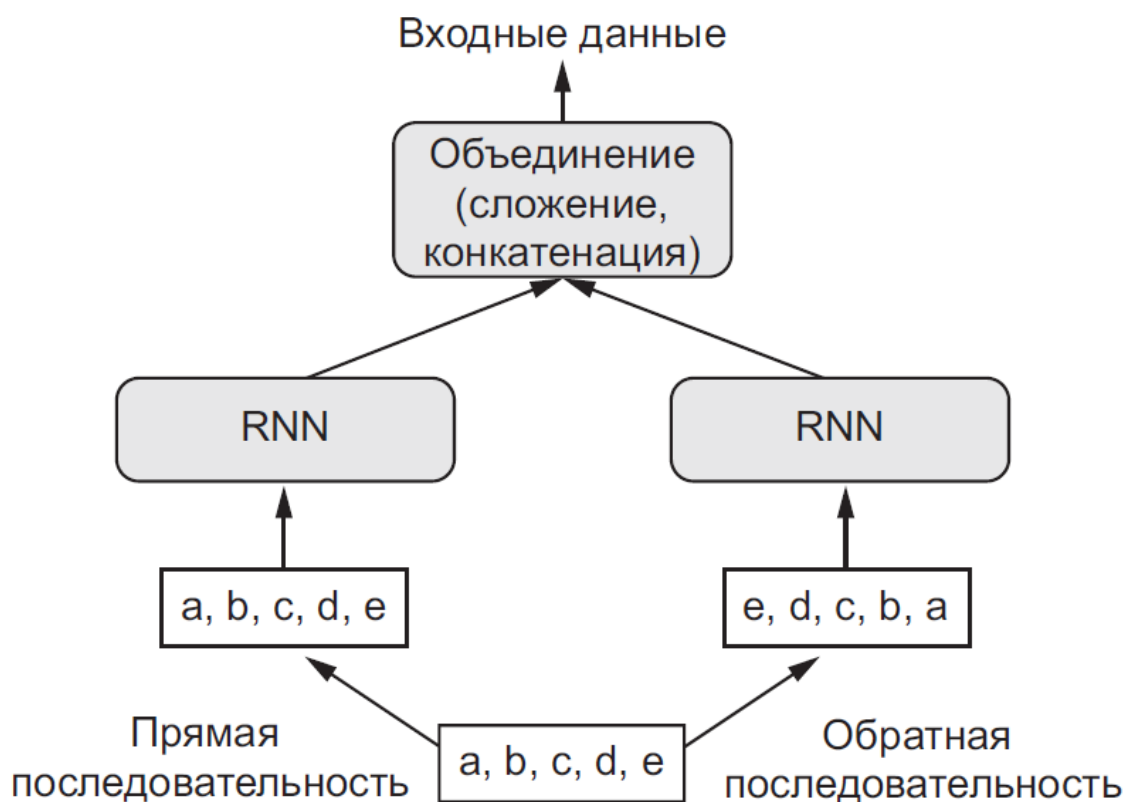 Входные данные
Объединение
(сложение,
конкатенация)
RNN
RNN
a, b, c, d, e
e, d, c, b, a
Прямая
последовательность
a, b, c, d, e
Обратная
последовательность